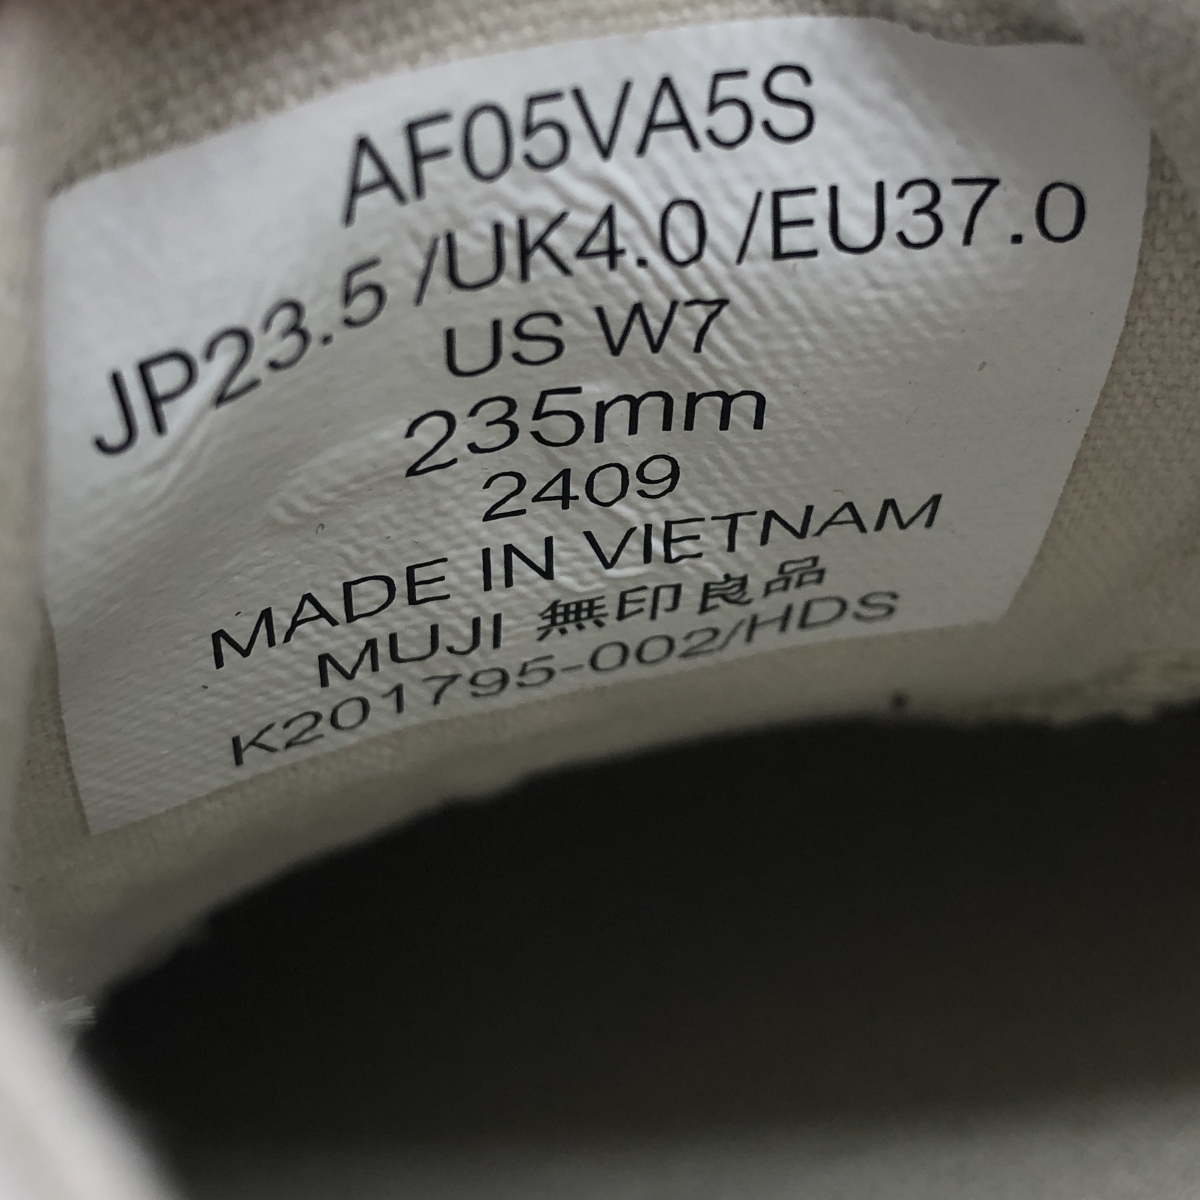 AF05VA5S
JP23.5 /UK4.0 /EU37.0
US W7
235mm
2409
MADE IN VIETNAM
MUJI 無印良品
K201795-002/HDS